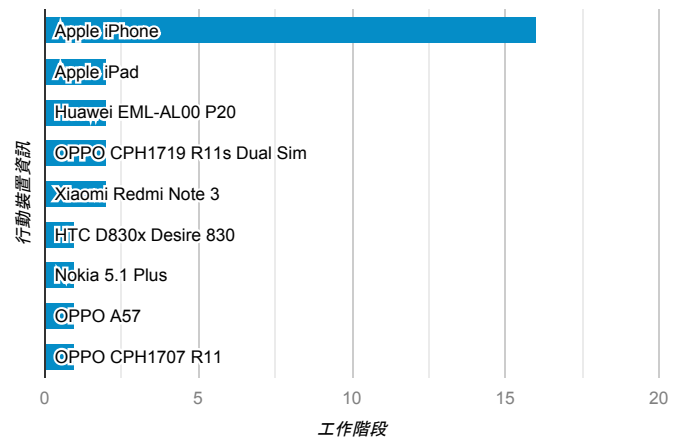 Apple iPhone
Apple iPad
Huawei EML-AL00 P20
OPPO CPH1719 R11s Dual Sim
Xiaomi Redmi Note 3
HTC D830x Desire 830
Nokia 5.1 Plus
OPPO A57
OPPO CPH1707 R11
行動裝置資訊
0 5 10 15 20
工作階段